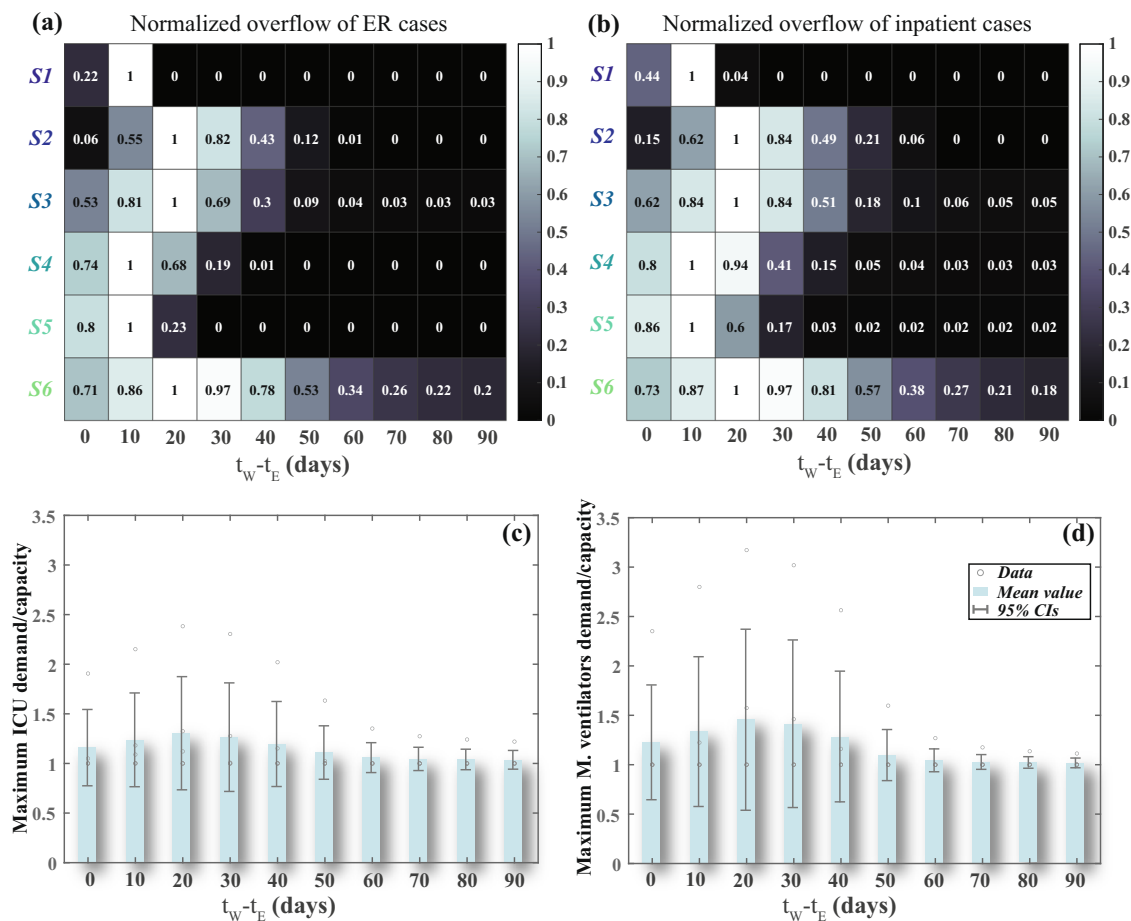 (a) Normalized overflow of ER cases
S1 0.22 1 0 0 0 0 0 0 0 0
S2 0.06 0.55 1 0.82 0.43 0.12 0.01 0 0 0
S3 0.53 0.81 1 0.69 0.3 0.09 0.04 0.03 0.03 0.03
S4 0.74 1 0.68 0.19 0.01 0 0 0 0 0
S5 0.8 1 0.23 0 0 0 0 0 0 0
S6 0.71 0.86 1 0.97 0.78 0.53 0.34 0.26 0.22 0.2
0 10 20 30 40 50 60 70 80 90
t_W-t_E (days)
1
0.9
0.8
0.7
0.6
0.5
0.4
0.3
0.2
0.1
0
(b) Normalized overflow of inpatient cases
S1 0.44 1 0.04 0 0 0 0 0 0 0
S2 0.15 0.62 1 0.84 0.49 0.21 0.06 0 0 0
S3 0.62 0.84 1 0.84 0.51 0.18 0.1 0.06 0.05 0.05
S4 0.8 1 0.94 0.41 0.15 0.05 0.04 0.03 0.03 0.03
S5 0.86 1 0.6 0.17 0.03 0.02 0.02 0.02 0.02 0.02
S6 0.73 0.87 1 0.97 0.81 0.57 0.38 0.27 0.21 0.18
0 10 20 30 40 50 60 70 80 90
t_W-t_E (days)
1
0.9
0.8
0.7
0.6
0.5
0.4
0.3
0.2
0.1
0
(c)
Maximum ICU demand/capacity
3.5
3
2.5
2
1.5
1
0.5
0
0 10 20 30 40 50 60 70 80 90
t_W-t_E (days)
(d)
Maximum M. ventilators demand/capacity
3.5
3
2.5
2
1.5
1
0.5
0
Data
Mean value
95% CIs
0 10 20 30 40 50 60 70 80 90
t_W-t_E (days)